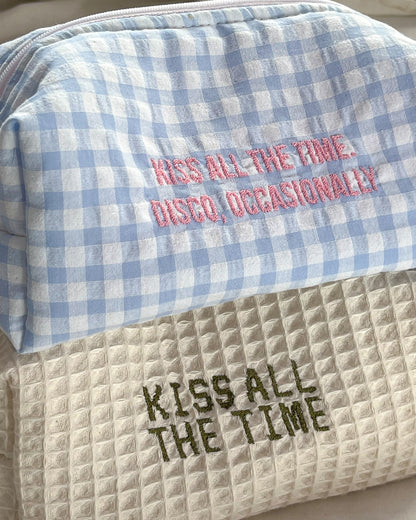 KISS ALL THE TIME.
DISCO, OCCASIONALLY
KISS ALL
THE TIME